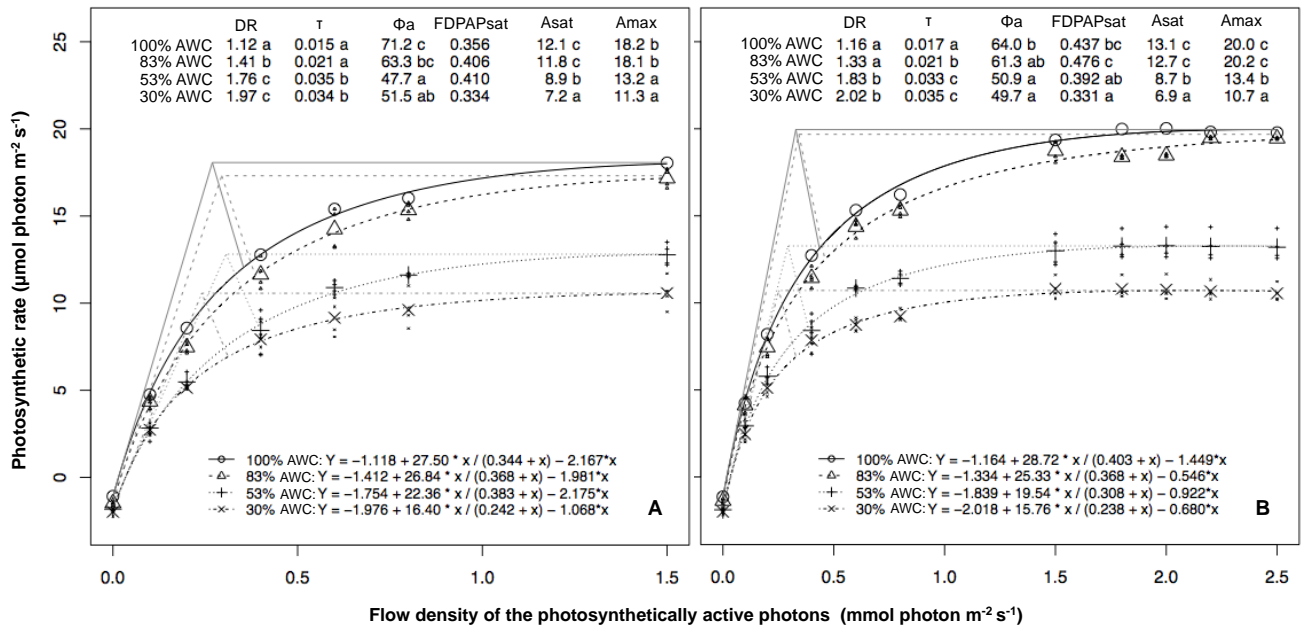 DR τ Φa FDPAPsat Asat Amax
100% AWC 1.12 a 0.015 a 71.2 c 0.356 12.1 c 18.2 b
83% AWC 1.41 b 0.021 a 63.3 bc 0.406 11.8 c 18.1 b
53% AWC 1.76 c 0.035 b 47.7 a 0.410 8.9 b 13.2 a
30% AWC 1.97 c 0.034 b 51.5 ab 0.334 7.2 a 11.3 a
25
20
15
10
5
0
Photosynthetic rate (µmol photon m-2 s-1)
100% AWC: Y = −1.118 + 27.50 * x / (0.344 + x) − 2.167*x
83% AWC: Y = −1.412 + 26.84 * x / (0.368 + x) − 1.981*x
53% AWC: Y = −1.754 + 22.36 * x / (0.383 + x) − 2.175*x
30% AWC: Y = −1.976 + 16.40 * x / (0.242 + x) − 1.068*x
A
0.0 0.5 1.0 1.5
DR τ Φa FDPAPsat Asat Amax
100% AWC 1.16 a 0.017 a 64.0 b 0.437 bc 13.1 c 20.0 c
83% AWC 1.33 a 0.021 b 61.3 ab 0.476 c 12.7 c 20.2 c
53% AWC 1.83 b 0.033 c 50.9 a 0.392 ab 8.7 b 13.4 b
30% AWC 2.02 b 0.035 c 49.7 a 0.331 a 6.9 a 10.7 a
100% AWC: Y = −1.164 + 28.72 * x / (0.403 + x) − 1.449*x
83% AWC: Y = −1.334 + 25.33 * x / (0.368 + x) − 0.546*x
53% AWC: Y = −1.839 + 19.54 * x / (0.308 + x) − 0.922*x
30% AWC: Y = −2.018 + 15.76 * x / (0.238 + x) − 0.680*x
B
0.0 0.5 1.0 1.5 2.0 2.5
Flow density of the photosynthetically active photons (mmol photon m-2 s-1)